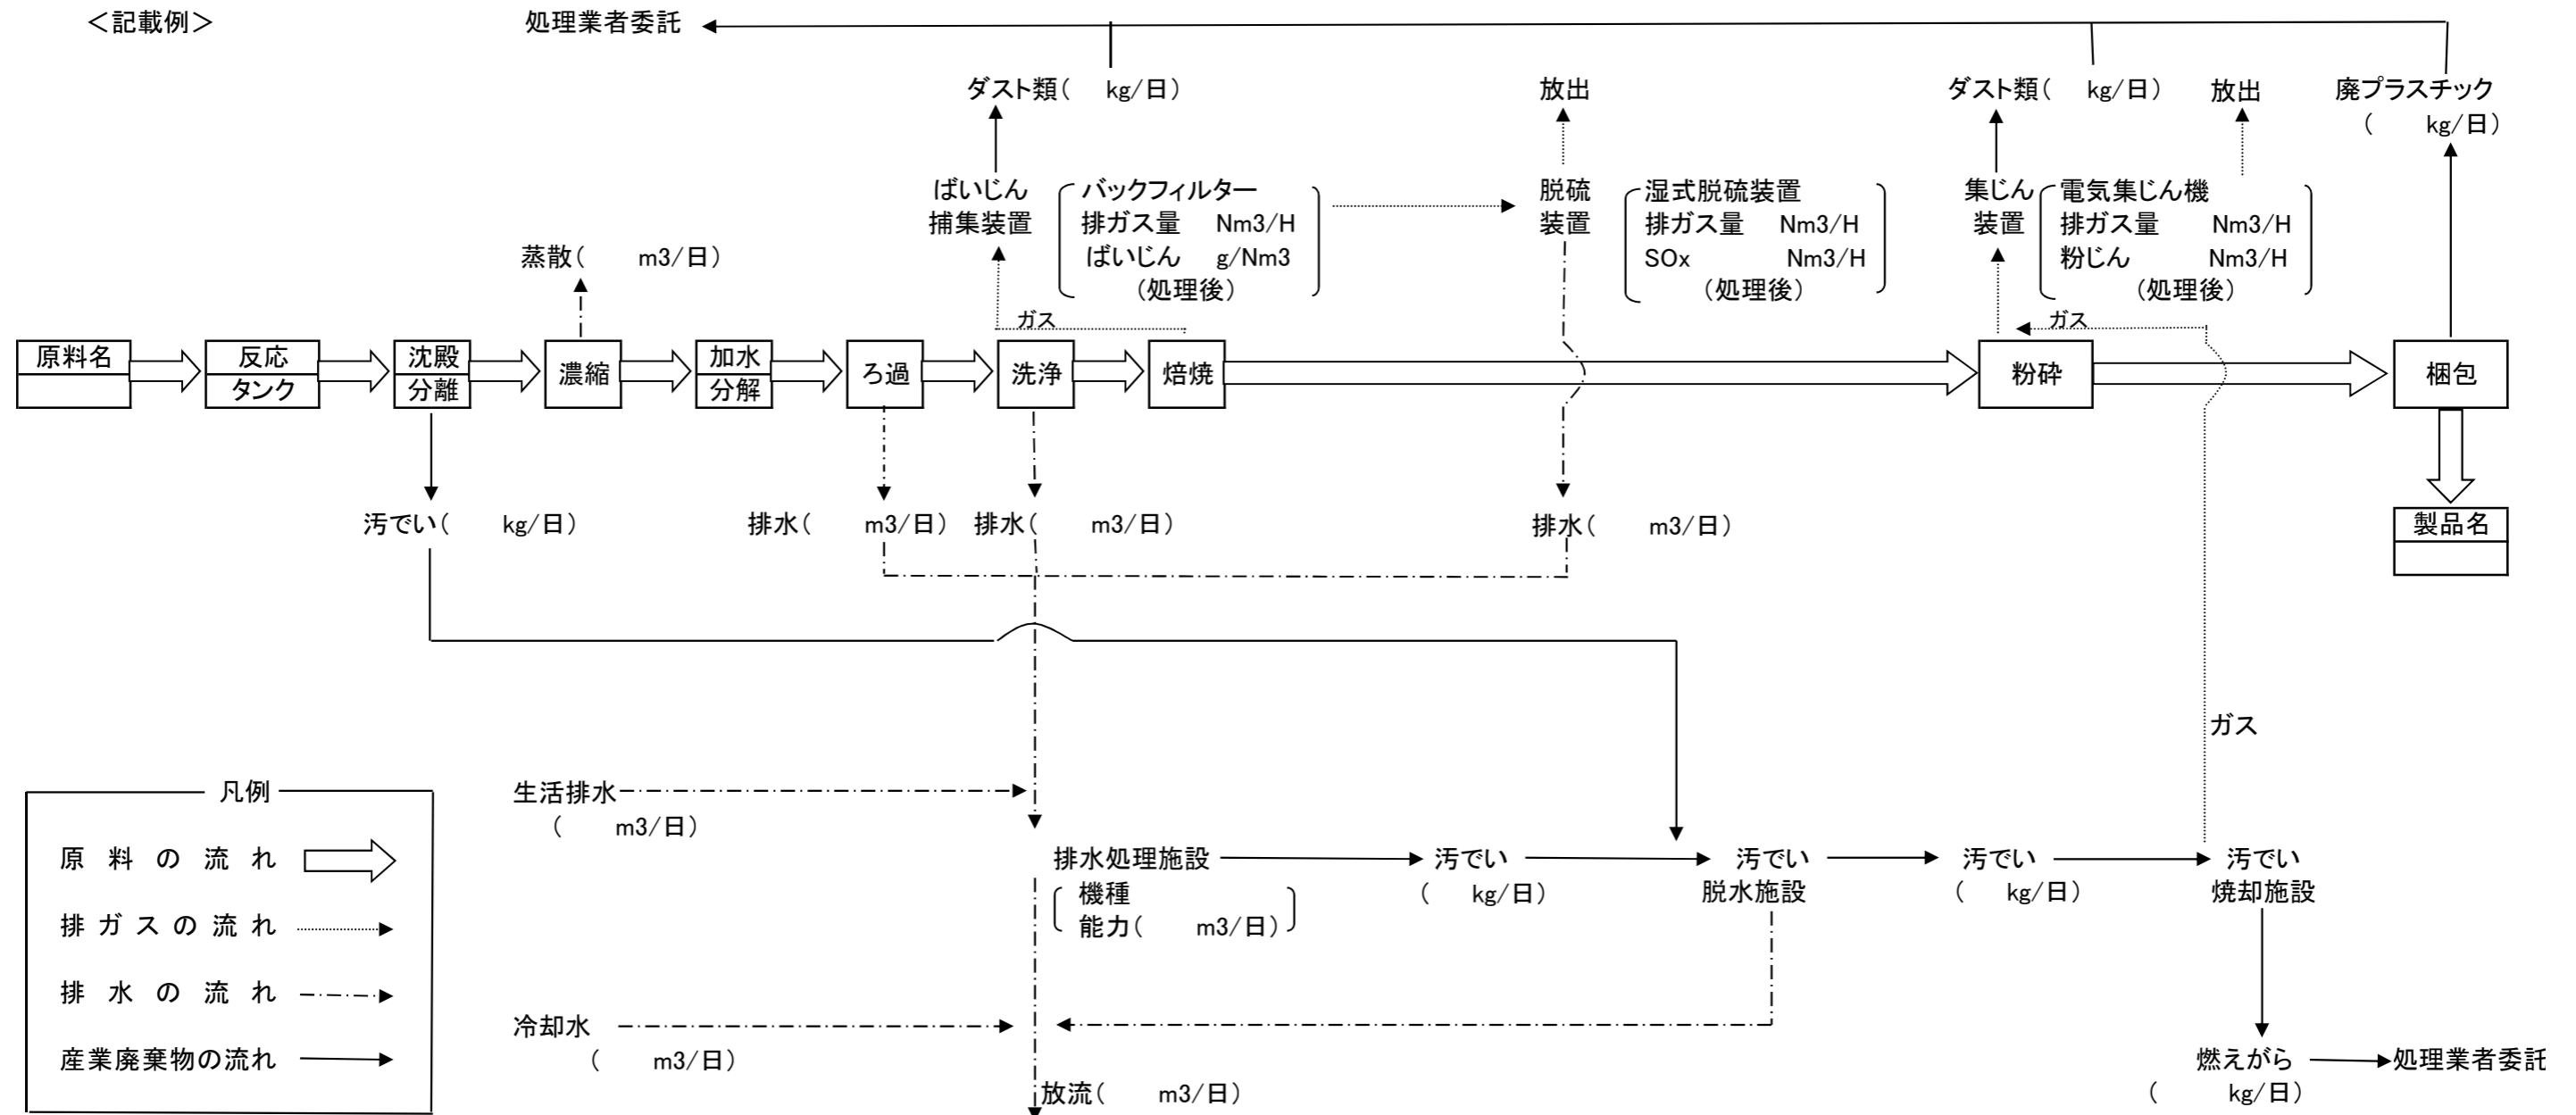 ＜記載例＞
処理業者委託
ダスト類(　kg/日)
放出
ダスト類(　kg/日)
放出
廃プラスチック
(　kg/日)
ばいじん
捕集装置
バックフィルター
排ガス量　Nm3/H
ばいじん　g/Nm3
(処理後)
脱硫
装置
湿式脱硫装置
排ガス量　Nm3/H
SOx　Nm3/H
(処理後)
集じん
装置
電気集じん機
排ガス量　Nm3/H
粉じん　Nm3/H
(処理後)
蒸散(　m3/日)
ガス
ガス
原料名
反応
タンク
沈殿
分離
濃縮
加水
分解
ろ過
洗浄
焙焼
粉砕
梱包
汚でい(　kg/日)
排水(　m3/日)
排水(　m3/日)
排水(　m3/日)
製品名
ガス
生活排水
(　m3/日)
排水処理施設
機種
能力(　m3/日)
汚でい
(　kg/日)
汚でい
脱水施設
汚でい
(　kg/日)
汚でい
焼却施設
冷却水
(　m3/日)
放流(　m3/日)
燃えがら
(　kg/日)
処理業者委託
凡例
原料の流れ
排ガスの流れ
排水の流れ
産業廃棄物の流れ